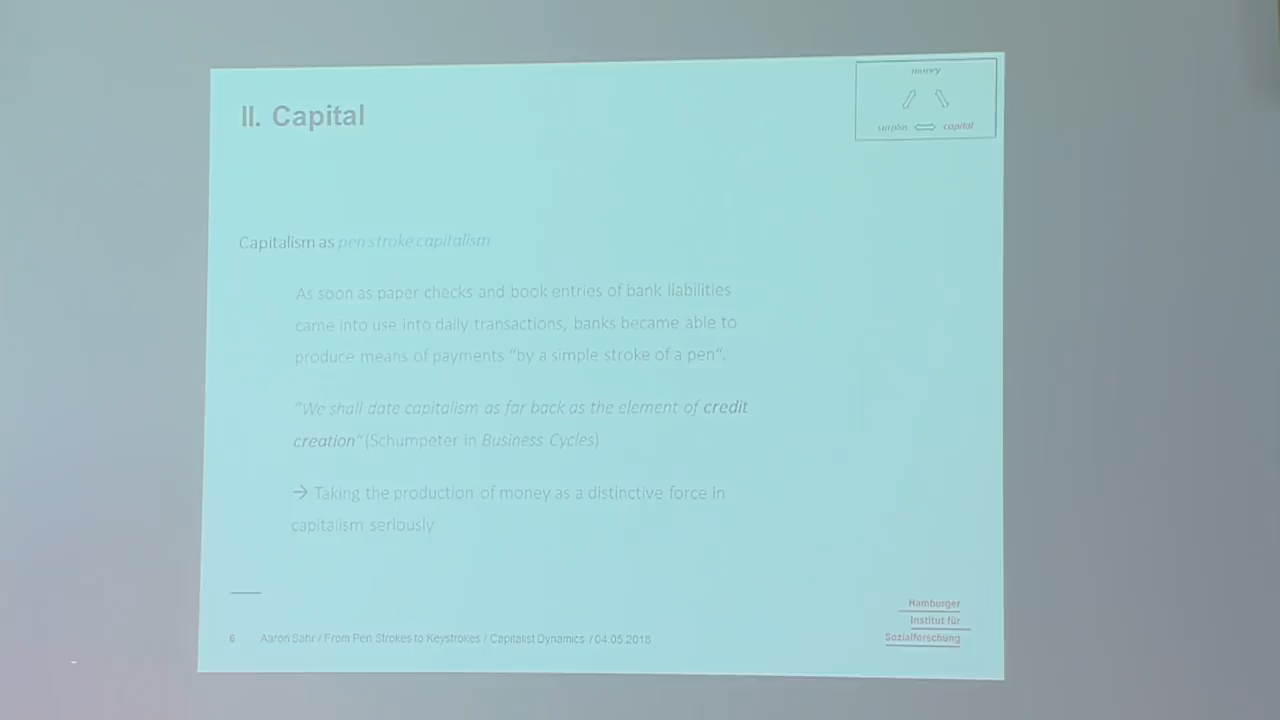 money
surplus capital
II. Capital
Capitalism as pen stroke capitalism
As soon as paper checks and book entries of bank liabilities
came into use into daily transactions, banks became able to
produce means of payments "by a simple stroke of a pen".
"We shall date capitalism as far back as the element of credit
creation" (Schumpeter in Business Cycles)
→ Taking the production of money as a distinctive force in
capitalism seriously
Hamburger
Institut für
Sozialforschung
6 Aaron Sahr / From Pen Strokes to Keystrokes / Capitalist Dynamics / 04.05.2018